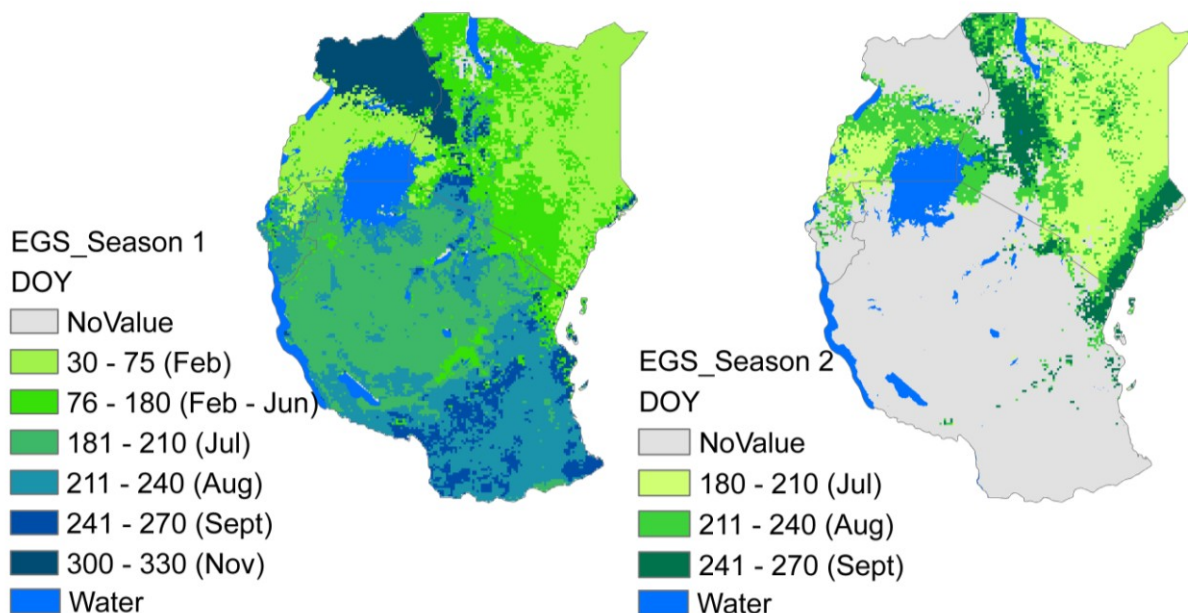 EGS_Season 1
DOY
NoValue
30 - 75 (Feb)
76 - 180 (Feb - Jun)
181 - 210 (Jul)
211 - 240 (Aug)
241 - 270 (Sept)
300 - 330 (Nov)
Water
EGS_Season 2
DOY
NoValue
180 - 210 (Jul)
211 - 240 (Aug)
241 - 270 (Sept)
Water